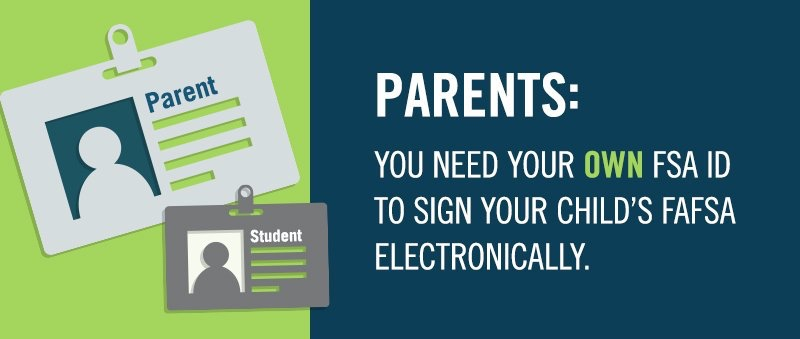 Parent
Student
PARENTS:
YOU NEED YOUR OWN FSA ID
TO SIGN YOUR CHILD'S FAFSA
ELECTRONICALLY.